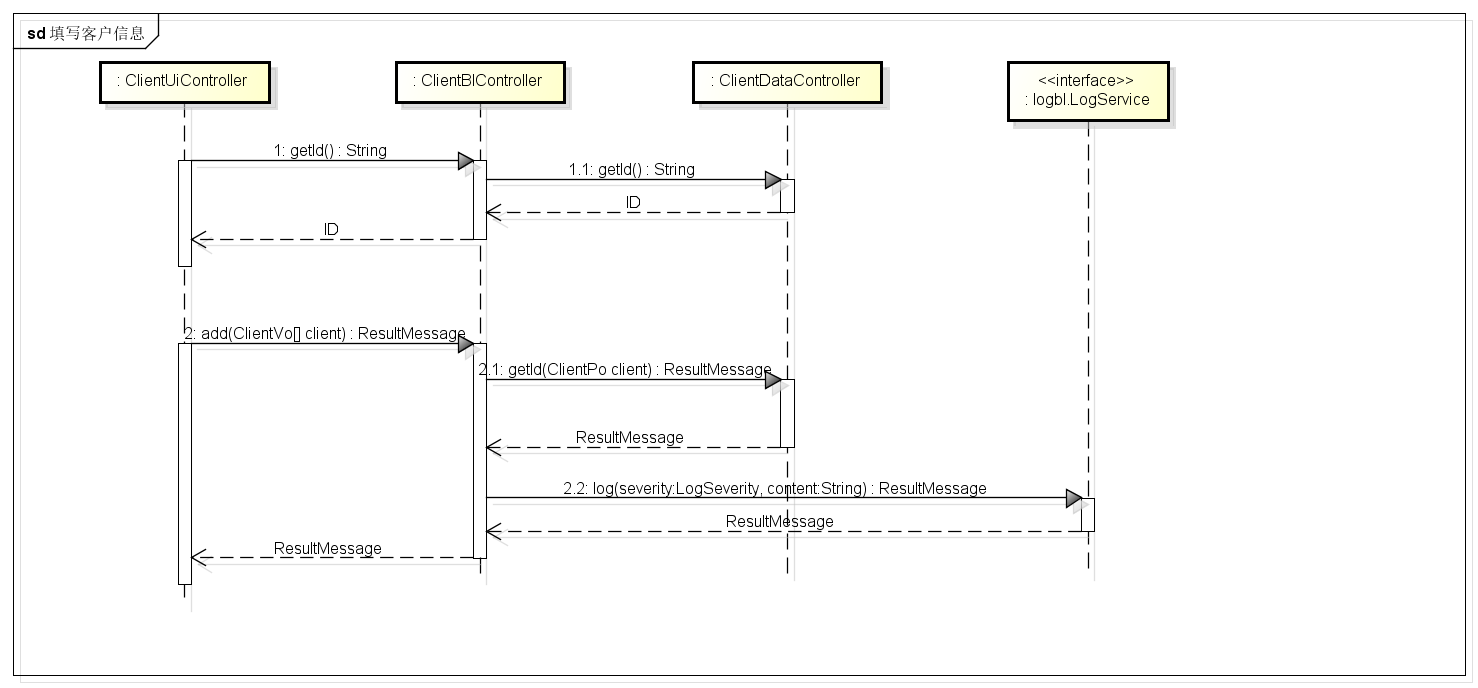 sd 填写客户信息
: ClientUiController
: ClientBlController
: ClientDataController
<<interface>>
: logbl.LogService
1: getId() : String
1.1: getId() : String
ID
ID
2: add(ClientVo[] client) : ResultMessage
2.1: getId(ClientPo client) : ResultMessage
ResultMessage
2.2: log(severity:LogSeverity, content:String) : ResultMessage
ResultMessage
ResultMessage